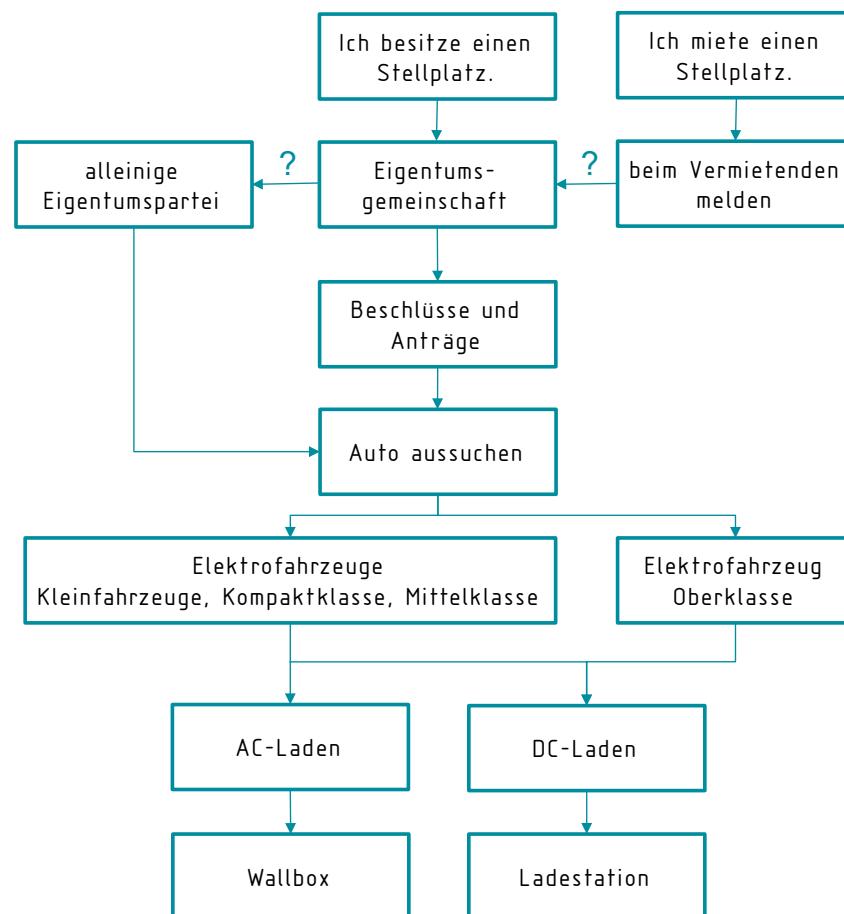 Ich besitze einen
Stellplatz.
Ich miete einen
Stellplatz.
alleinige
Eigentumspartei
?
Eigentums-
gemeinschaft
?
beim Vermietenden
melden
Beschlüsse und
Anträge
Auto aussuchen
Elektrofahrzeuge
Kleinfahrzeuge, Kompaktklasse, Mittelklasse
Elektrofahrzeug
Oberklasse
AC-Laden
DC-Laden
Wallbox
Ladestation